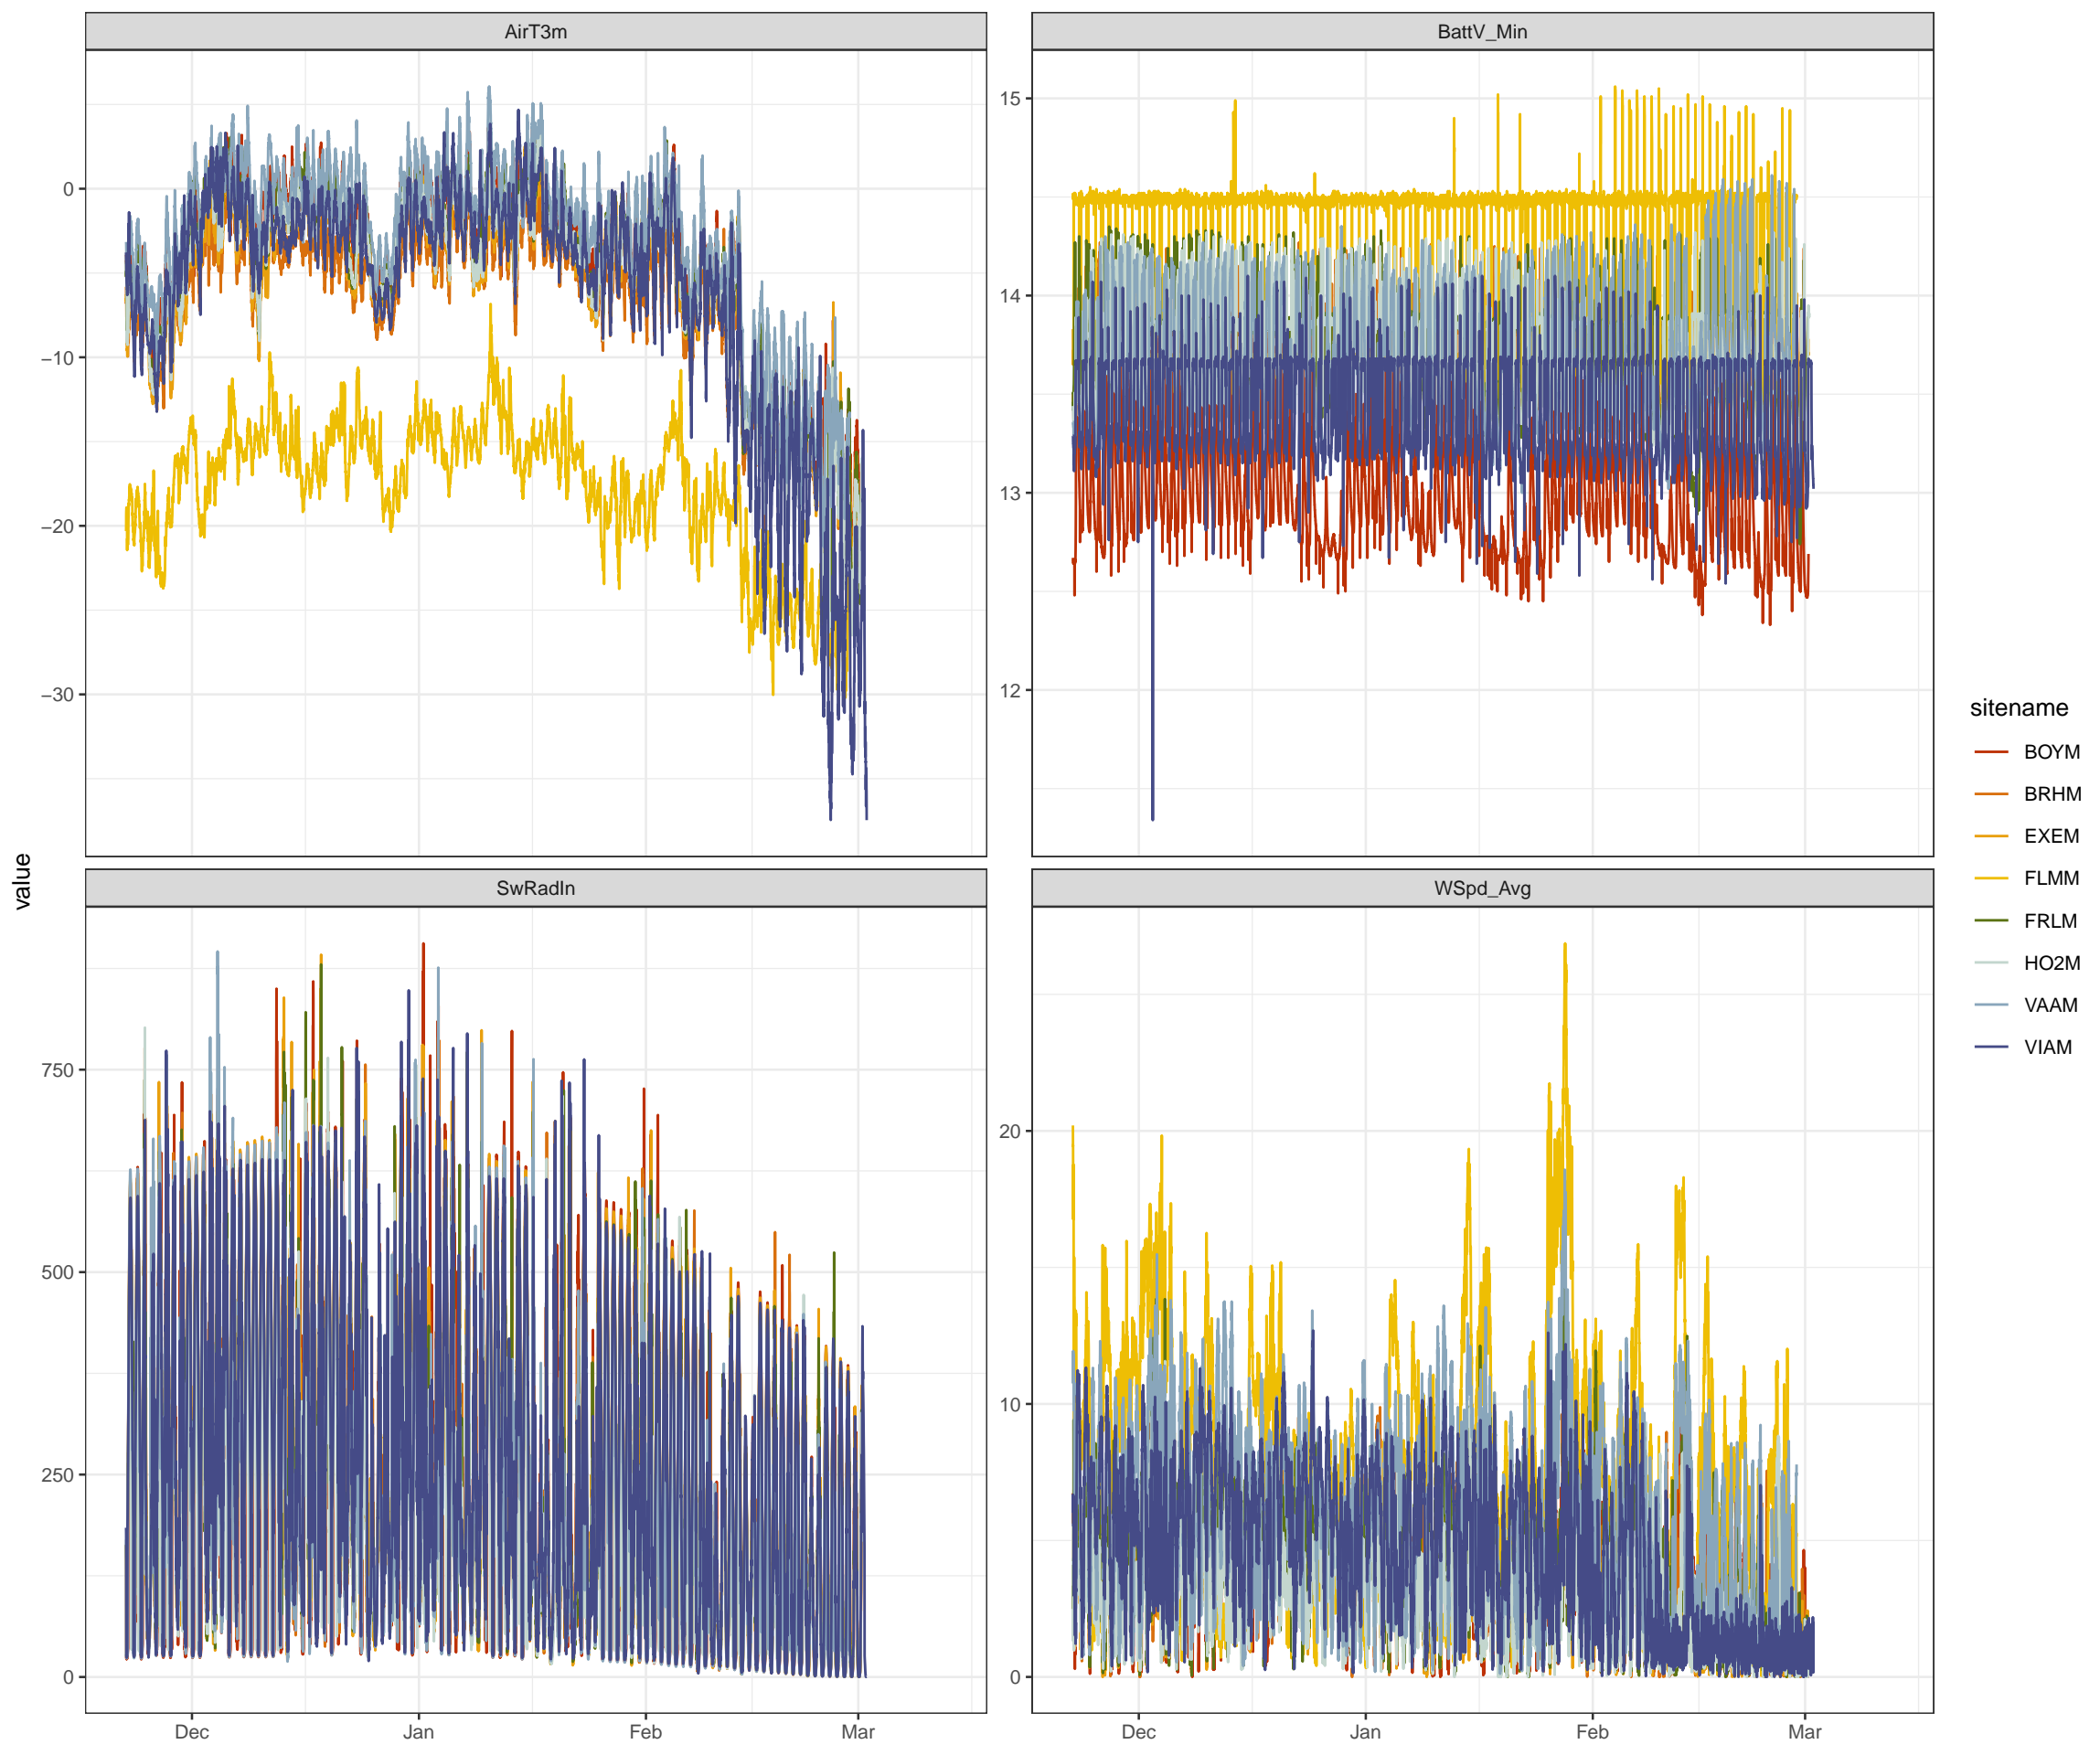 AirT3m
BattV_Min
0
−10
−20
−30
15
14
13
12
SwRadIn
WSpd_Avg
750
500
250
0
20
10
0
Dec Jan Feb Mar
Dec Jan Feb Mar
value
sitename
BOYM
BRHM
EXEM
FLMM
FRLM
HO2M
VAAM
VIAM